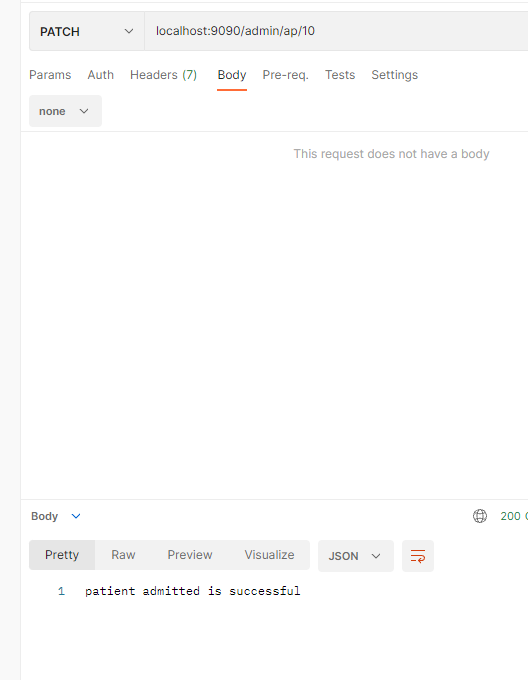 PATCH localhost:9090/admin/ap/10
Params Auth Headers (7) Body Pre-req. Tests Settings
none
This request does not have a body
Body 200
Pretty Raw Preview Visualize JSON
1 patient admitted is successful